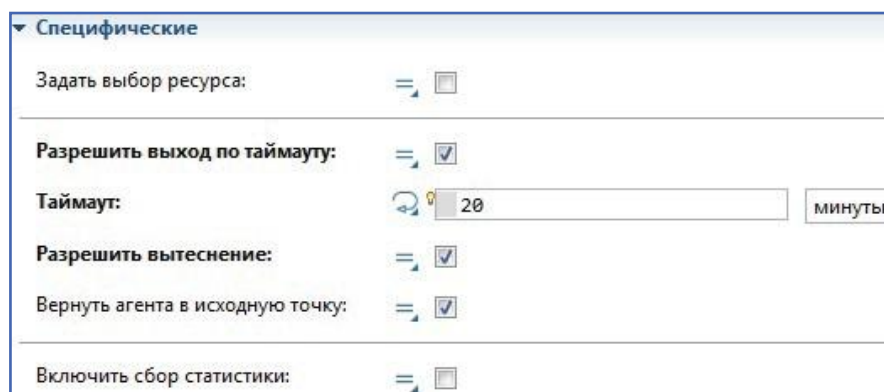 Специфические
Задать выбор ресурса:
Разрешить выход по таймауту:
Таймаут: 20 минуты
Разрешить вытеснение:
Вернуть агента в исходную точку:
Включить сбор статистики: